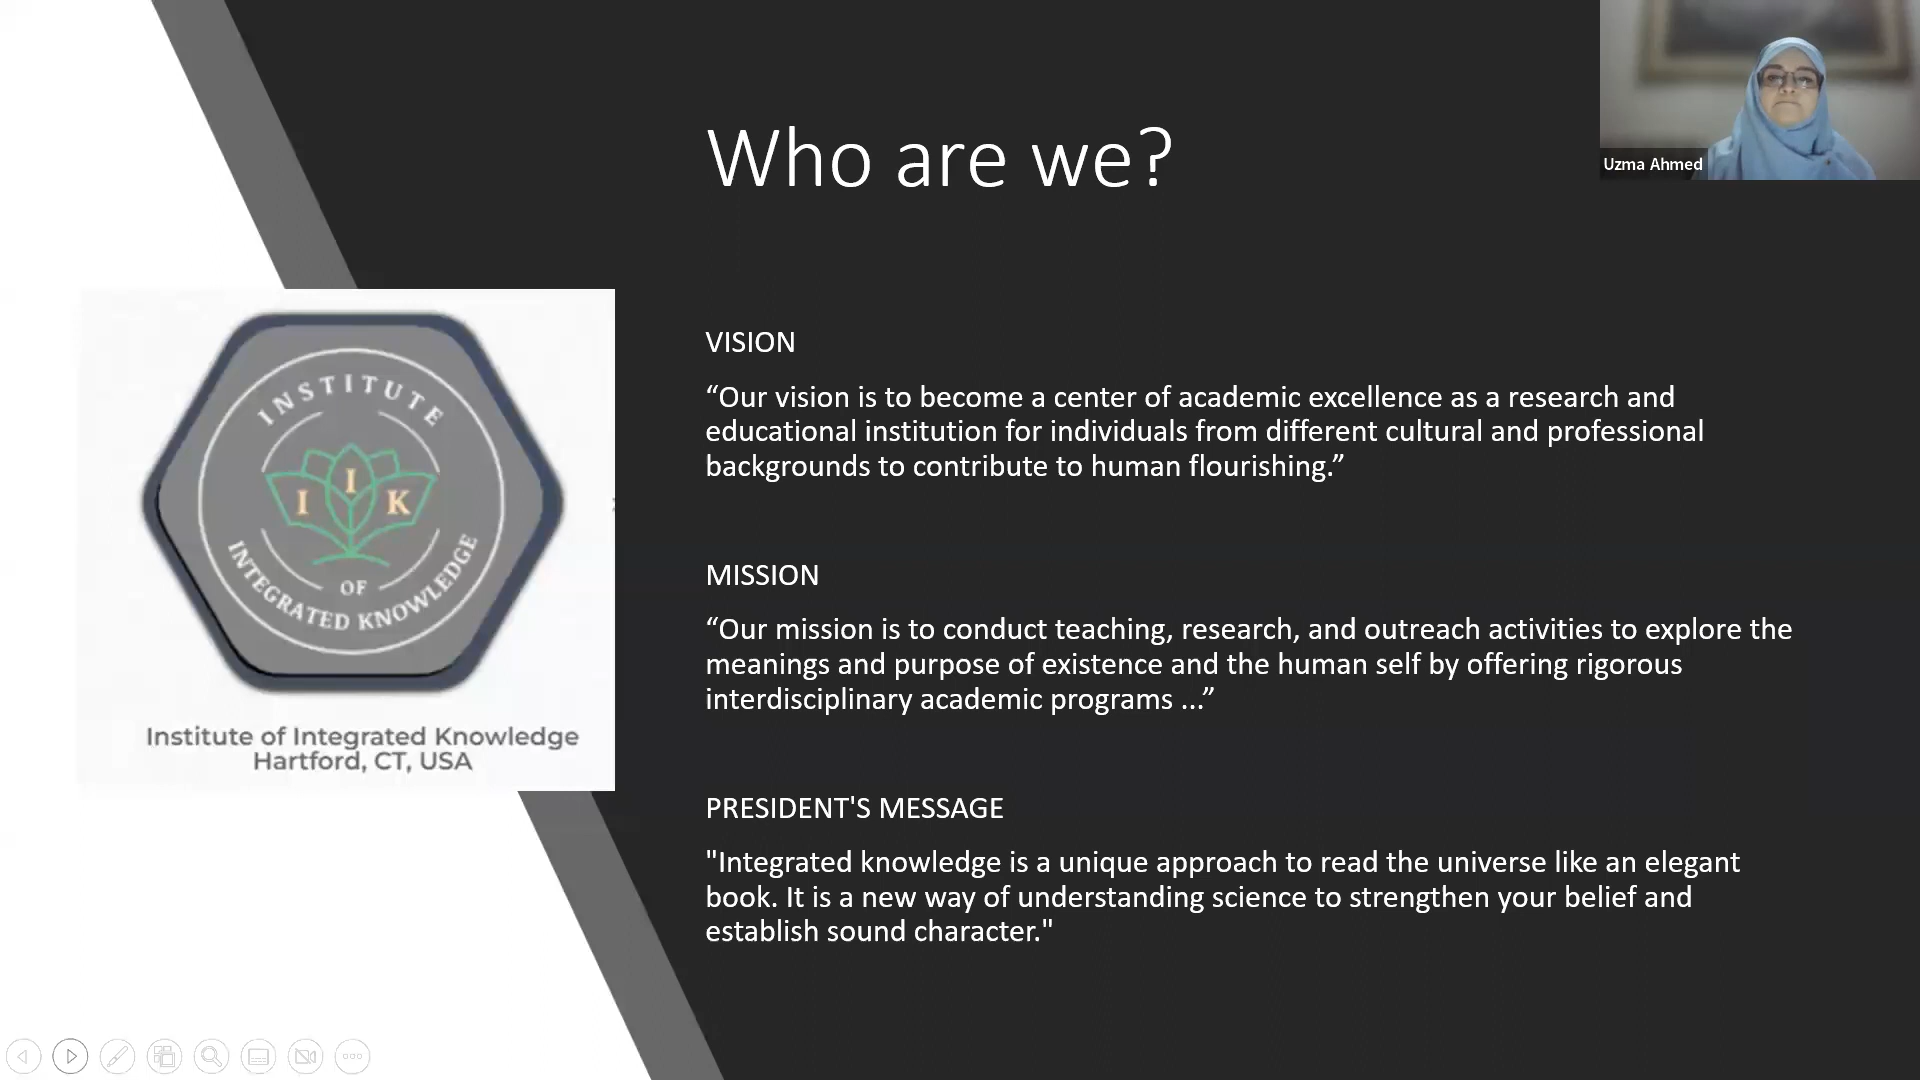 Who are we?
Uzma Ahmed
INSTITUTE
I I K
OF
INTEGRATED KNOWLEDGE
Institute of Integrated Knowledge
Hartford, CT, USA
VISION
“Our vision is to become a center of academic excellence as a research and
educational institution for individuals from different cultural and professional
backgrounds to contribute to human flourishing.”
MISSION
“Our mission is to conduct teaching, research, and outreach activities to explore the
meanings and purpose of existence and the human self by offering rigorous
interdisciplinary academic programs ...”
PRESIDENT'S MESSAGE
"Integrated knowledge is a unique approach to read the universe like an elegant
book. It is a new way of understanding science to strengthen your belief and
establish sound character."